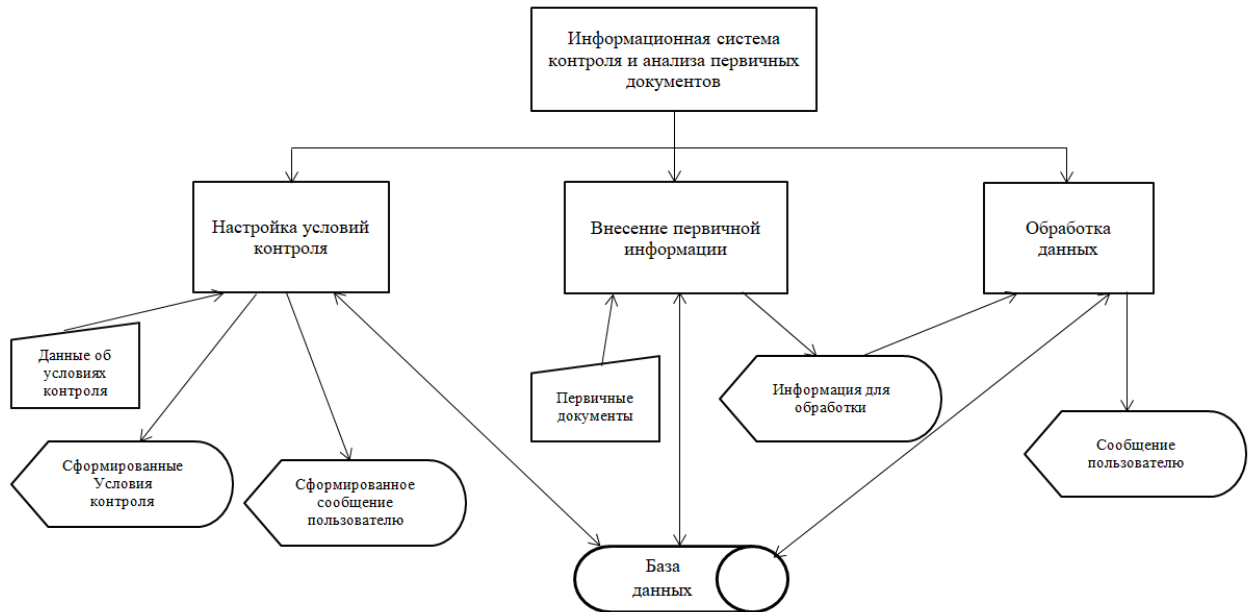 Информационная система
контроля и анализа первичных
документов
Настройка условий
контроля
Внесение первичной
информации
Обработка
данных
Данные об
условиях
контроля
Первичные
документы
Информация для
обработки
Сообщение
пользователю
Сформированные
Условия
контроля
Сформированное
сообщение
пользователю
База
данных